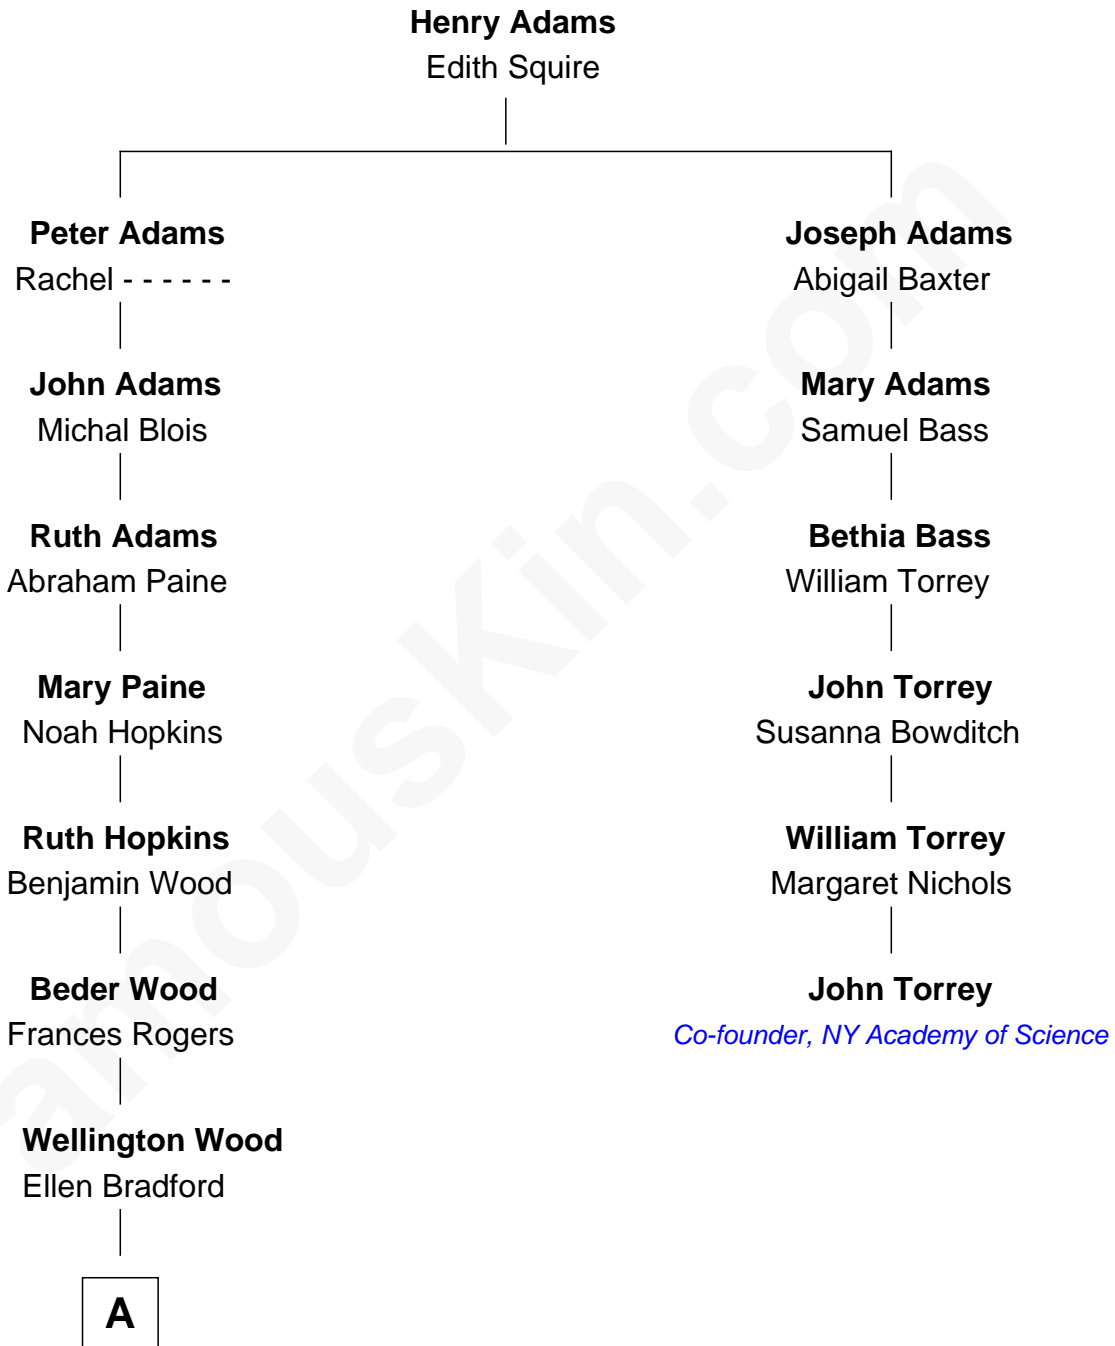 Henry Adams
Edith Squire
Peter Adams
Rachel - - - - - -
Joseph Adams
Abigail Baxter
John Adams
Michal Blois
Mary Adams
Samuel Bass
Ruth Adams
Abraham Paine
Bethia Bass
William Torrey
Mary Paine
Noah Hopkins
John Torrey
Susanna Bowditch
Ruth Hopkins
Benjamin Wood
William Torrey
Margaret Nichols
Beder Wood
Frances Rogers
John Torrey
Co-founder, NY Academy of Science
Wellington Wood
Ellen Bradford
A
amousKin.com